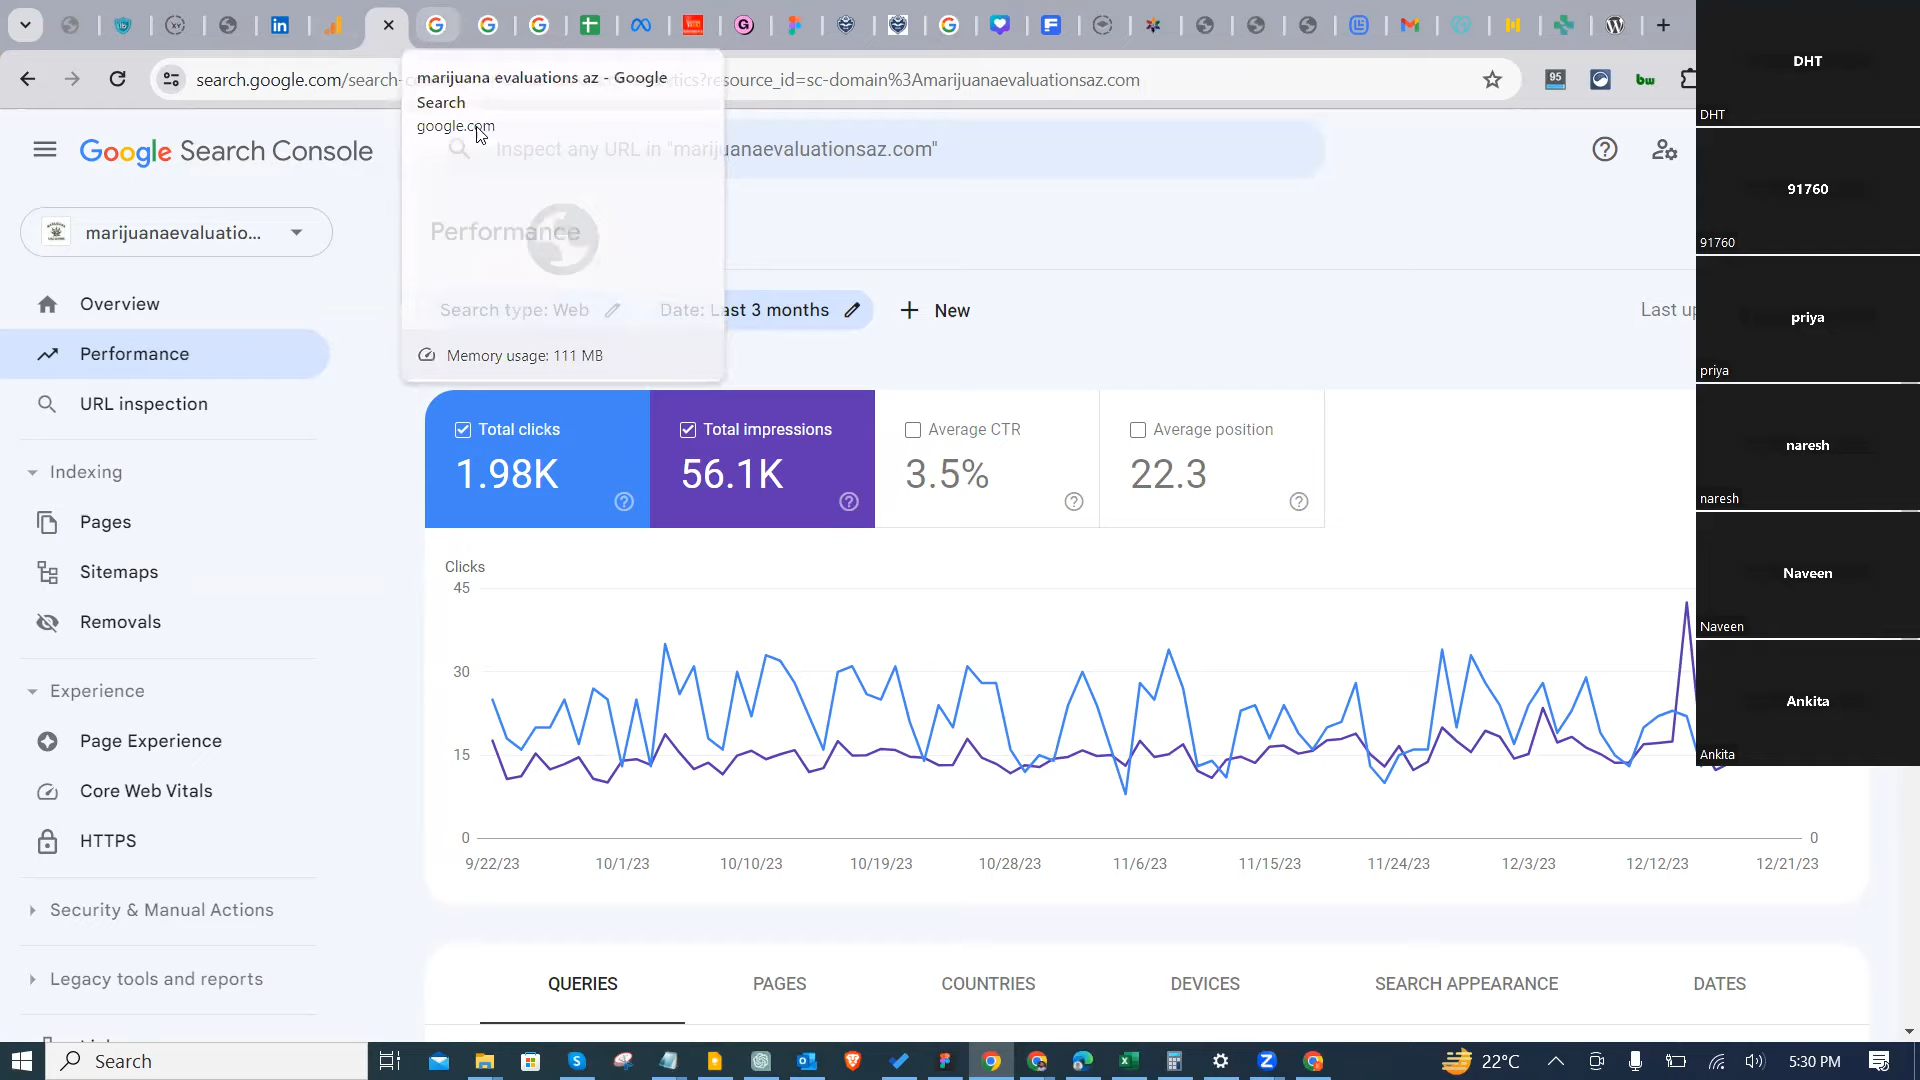 search.google.com/search-c
tics?resource_id=sc-domain%3Amarijuanaevaluationsaz.com
95
bw
marijuana evaluations az - Google
Search
google.com
Memory usage: 111 MB
Google Search Console
Inspect any URL in "marijuanaevaluationsaz.com"
marijuanaevaluatio...
Performance
Search type: Web
Date: Last 3 months
New
Last up
Overview
Performance
URL inspection
Indexing
Pages
Sitemaps
Removals
Experience
Page Experience
Core Web Vitals
HTTPS
Security & Manual Actions
Legacy tools and reports
Total clicks
1.98K
Total impressions
56.1K
Average CTR
3.5%
Average position
22.3
Clicks
45
30
15
0
0
9/22/23
10/1/23
10/10/23
10/19/23
10/28/23
11/6/23
11/15/23
11/24/23
12/3/23
12/12/23
12/21/23
QUERIES
PAGES
COUNTRIES
DEVICES
SEARCH APPEARANCE
DATES
DHT
DHT
91760
91760
priya
priya
naresh
naresh
Naveen
Naveen
Ankita
Ankita
Search
22°C
5:30 PM